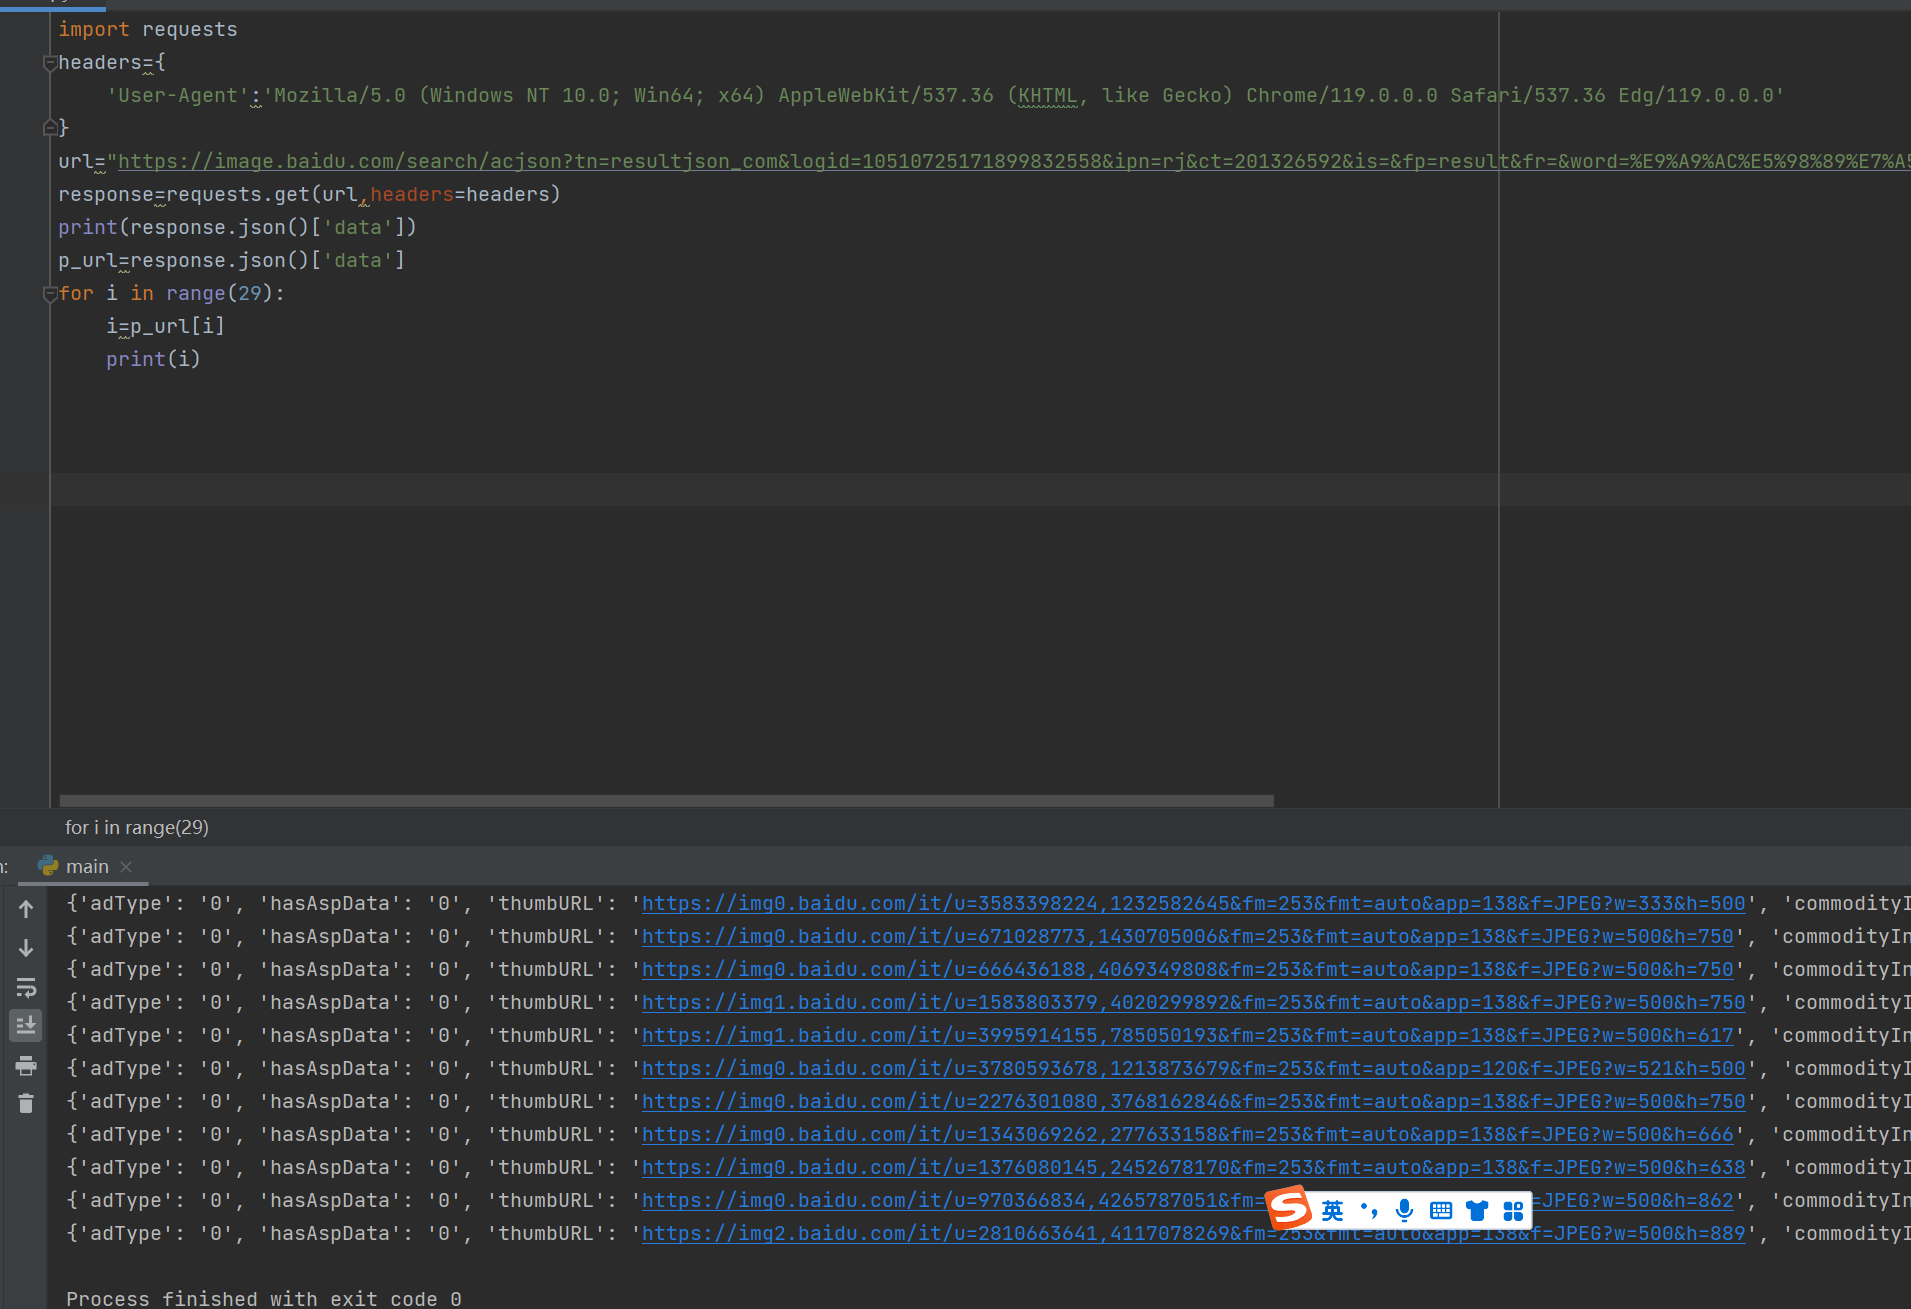 import requests
headers={
    'User-Agent':'Mozilla/5.0 (Windows NT 10.0; Win64; x64) AppleWebKit/537.36 (KHTML, like Gecko) Chrome/119.0.0.0 Safari/537.36 Edg/119.0.0.0'
}
url="https://image.baidu.com/search/acjson?tn=resultjson_com&logid=10510725171899832558&ipn=rj&ct=201326592&is=&fp=result&fr=&word=%E9%A9%AC%E5%98%89%E7%A5
response=requests.get(url,headers=headers)
print(response.json()['data'])
p_url=response.json()['data']
for i in range(29):
    i=p_url[i]
    print(i)
for i in range(29)
main
{'adType': '0', 'hasAspData': '0', 'thumbURL': 'https://img0.baidu.com/it/u=3583398224,1232582645&fm=253&fmt=auto&app=138&f=JPEG?w=333&h=500', 'commodityI
{'adType': '0', 'hasAspData': '0', 'thumbURL': 'https://img0.baidu.com/it/u=671028773,1430705006&fm=253&fmt=auto&app=138&f=JPEG?w=500&h=750', 'commodityIn
{'adType': '0', 'hasAspData': '0', 'thumbURL': 'https://img0.baidu.com/it/u=666436188,4069349808&fm=253&fmt=auto&app=138&f=JPEG?w=500&h=750', 'commodityIn
{'adType': '0', 'hasAspData': '0', 'thumbURL': 'https://img1.baidu.com/it/u=1583803379,4020299892&fm=253&fmt=auto&app=138&f=JPEG?w=500&h=750', 'commodityI
{'adType': '0', 'hasAspData': '0', 'thumbURL': 'https://img1.baidu.com/it/u=3995914155,785050193&fm=253&fmt=auto&app=138&f=JPEG?w=500&h=617', 'commodityIn
{'adType': '0', 'hasAspData': '0', 'thumbURL': 'https://img0.baidu.com/it/u=3780593678,1213873679&fm=253&fmt=auto&app=120&f=JPEG?w=521&h=500', 'commodityI
{'adType': '0', 'hasAspData': '0', 'thumbURL': 'https://img0.baidu.com/it/u=2276301080,3768162846&fm=253&fmt=auto&app=138&f=JPEG?w=500&h=750', 'commodityI
{'adType': '0', 'hasAspData': '0', 'thumbURL': 'https://img0.baidu.com/it/u=1343069262,277633158&fm=253&fmt=auto&app=138&f=JPEG?w=500&h=666', 'commodityIn
{'adType': '0', 'hasAspData': '0', 'thumbURL': 'https://img0.baidu.com/it/u=1376080145,2452678170&fm=253&fmt=auto&app=138&f=JPEG?w=500&h=638', 'commodityI
{'adType': '0', 'hasAspData': '0', 'thumbURL': 'https://img0.baidu.com/it/u=970366834,4265787051&fm= S 英 =JPEG?w=500&h=862', 'commodityIn
{'adType': '0', 'hasAspData': '0', 'thumbURL': 'https://img2.baidu.com/it/u=2810663641,4117078269&fm=253&fmt=auto&app=138&f=JPEG?w=500&h=889', 'commodityI
Process finished with exit code 0